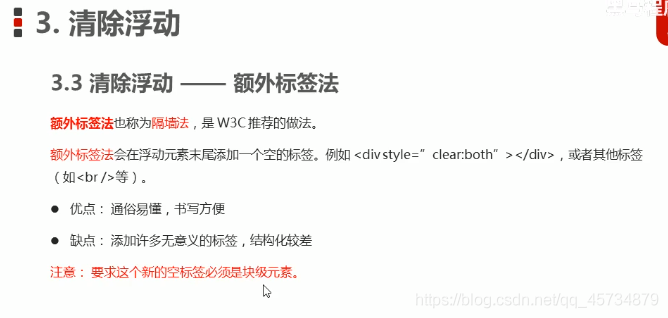 3. 清除浮动
3.3 清除浮动 —— 额外标签法
额外标签法也称为隔墙法，是 W3C 推荐的做法。
额外标签法会在浮动元素末尾添加一个空的标签。例如 <div style=”clear:both”></div>，或者其他标签
（如<br />等）。
● 优点： 通俗易懂，书写方便
● 缺点： 添加许多无意义的标签，结构化较差
注意： 要求这个新的空标签必须是块级元素。
https://blog.csdn.net/qq_45734879